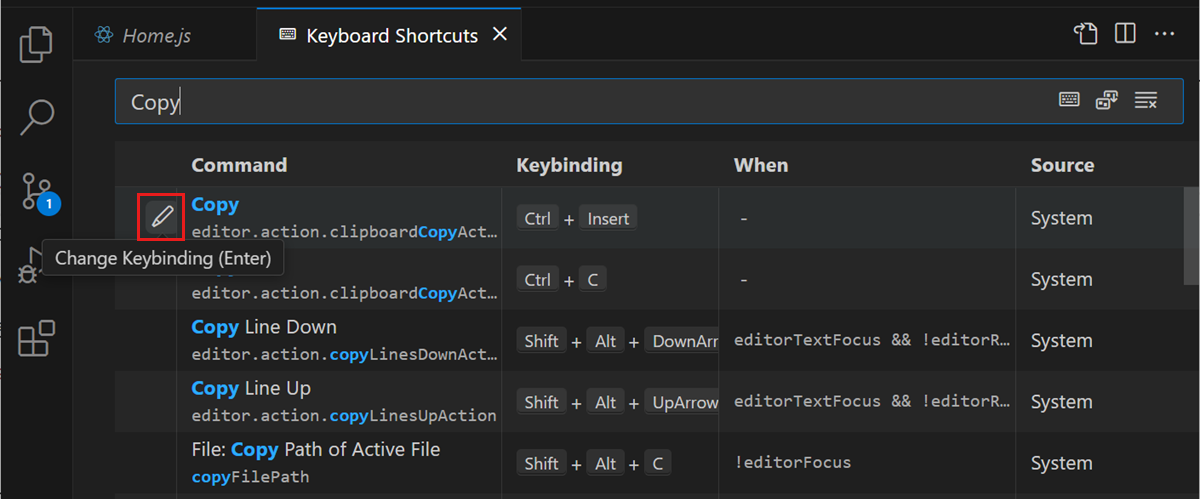 Home.js
Keyboard Shortcuts
Copy
Command Keybinding When Source
Copy
editor.action.clipboardCopyAct…
Ctrl + Insert
-
System
1
Change Keybinding (Enter)
editor.action.clipboardCopyAct…
Ctrl + C
-
System
Copy Line Down
editor.action.copyLinesDownAct…
Shift + Alt + DownArr
editorTextFocus && !editorR…
System
Copy Line Up
editor.action.copyLinesUpAction
Shift + Alt + UpArrow
editorTextFocus && !editorR…
System
File: Copy Path of Active File
copyFilePath
Shift + Alt + C
!editorFocus
System